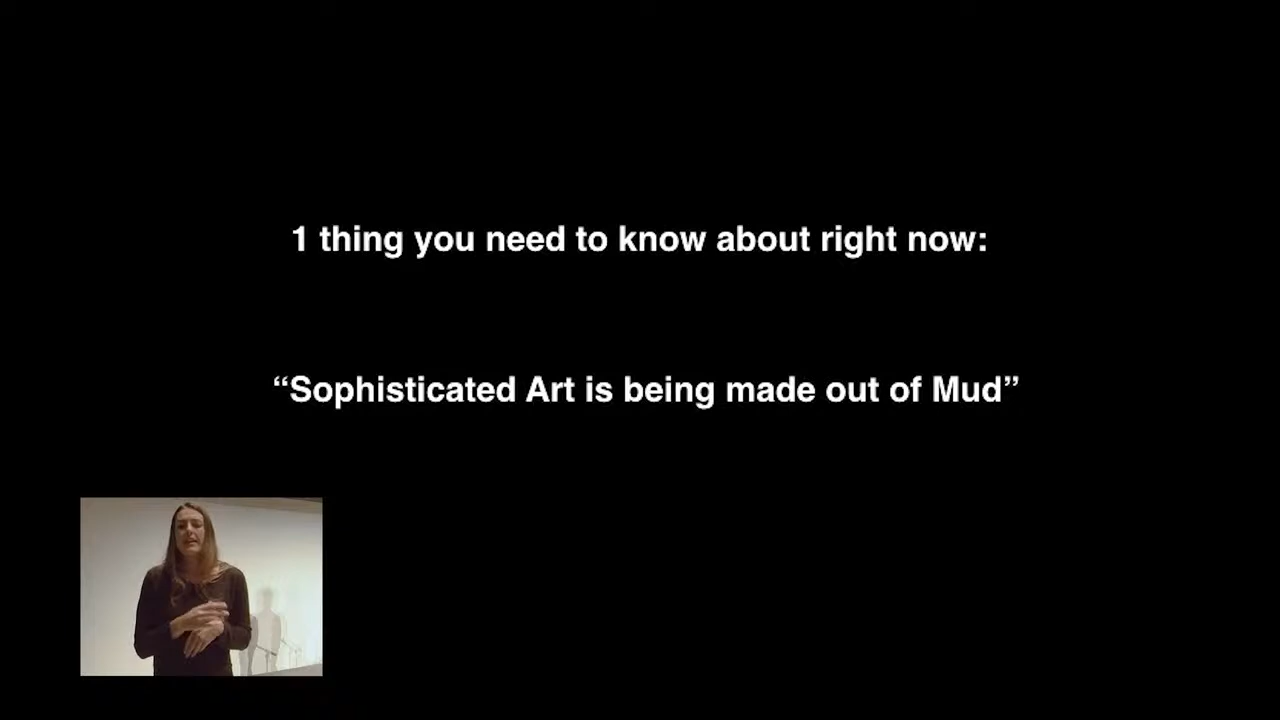 1 thing you need to know about right now:
“Sophisticated Art is being made out of Mud”